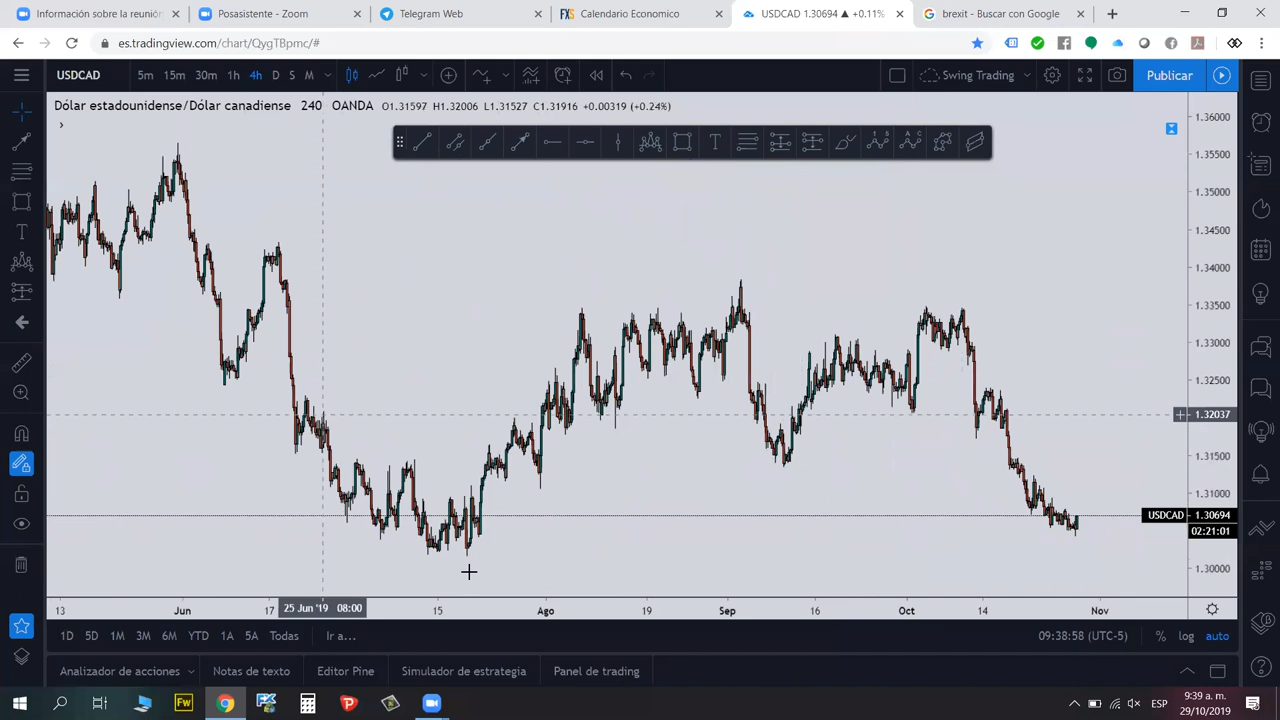 Información sobre la reunión
Posasistente - Zoom
Telegram Web
Calendario Economico
USDCAD 1.30694 ▲ +0.11%
brexit - Buscar con Google
es.tradingview.com/chart/QygTBpmc/#
USDCAD 5m 15m 30m 1h 4h D S M
Swing Trading
Publicar
Dólar estadounidense/Dólar canadiense 240 OANDA O1.31597 H1.32006 L1.31527 C1.31916 +0.00319 (+0.24%)
1.36000
1.35500
1.35000
1.34500
1.34000
1.33500
1.33000
1.32500
1.32037
1.31500
1.31000
USDCAD 1.30694
02:21:01
1.30000
13 Jun 17 25 Jun '19 08:00 15 Ago 19 Sep 16 Oct 14 Nov
1D 5D 1M 3M 6M YTD 1A 5A Todas Ir a... 09:38:58 (UTC-5) % log auto
Analizador de acciones Notas de texto Editor Pine Simulador de estrategia Panel de trading
Fw
ESP
9:39 a. m.
29/10/2019